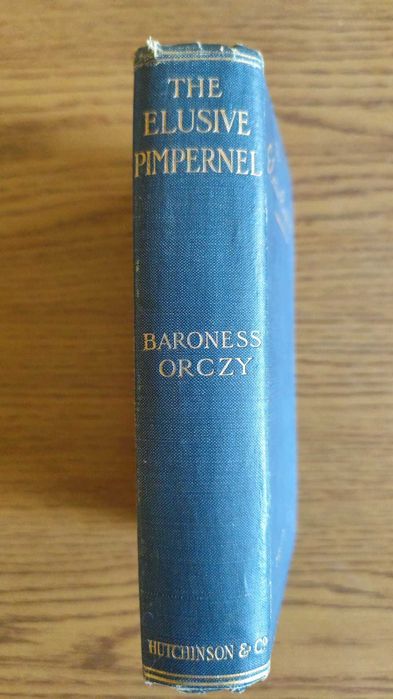 THE
ELUSIVE
PIMPERNEL
BARONESS
ORCZY
HUTCHINSON & Co